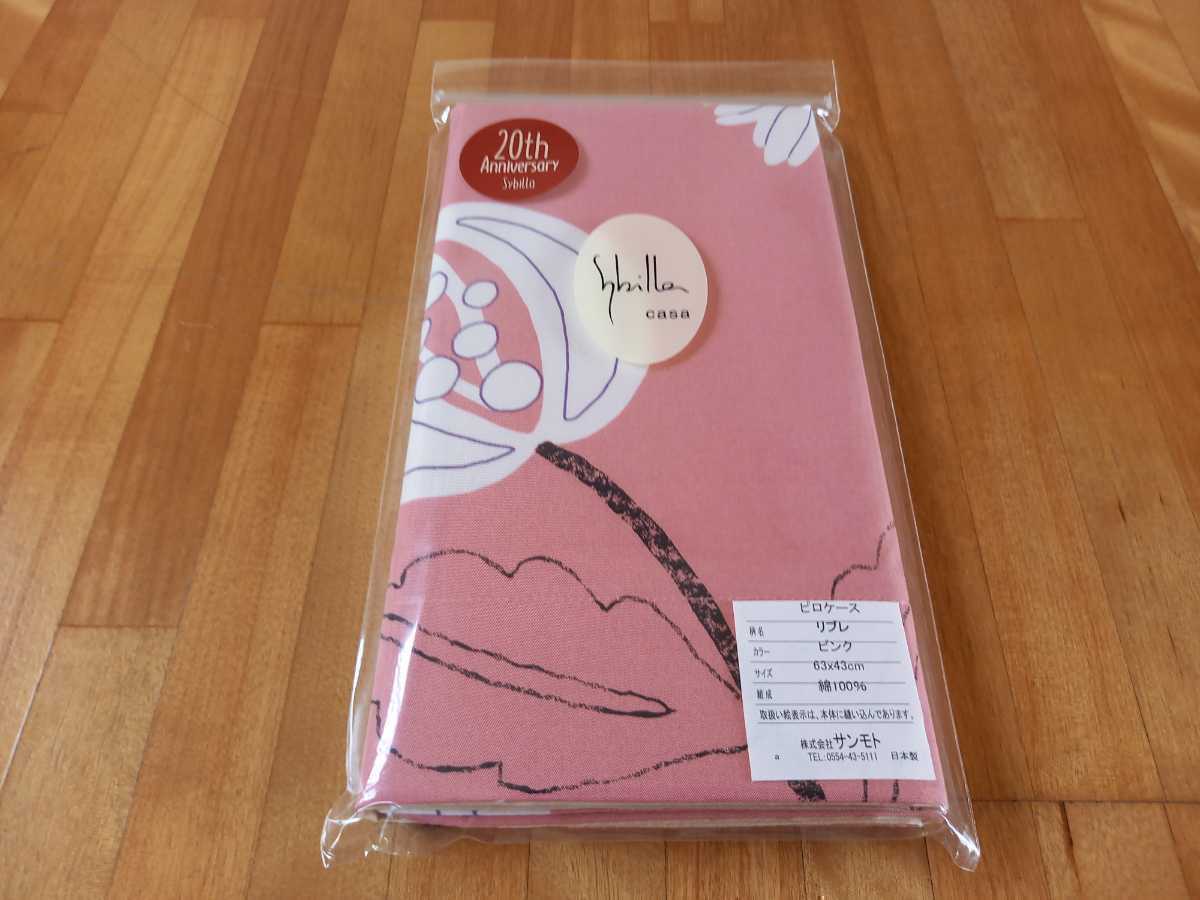 20th
Anniversary
Sybilla
Sybilla
casa
ピロケース
柄名 リブレ
カラー ピンク
サイズ 63x43cm
組成 綿100%
取扱い絵表示は、本体に縫い込んであります。
株式会社サンモト
a TEL:0554-43-5111 日本製